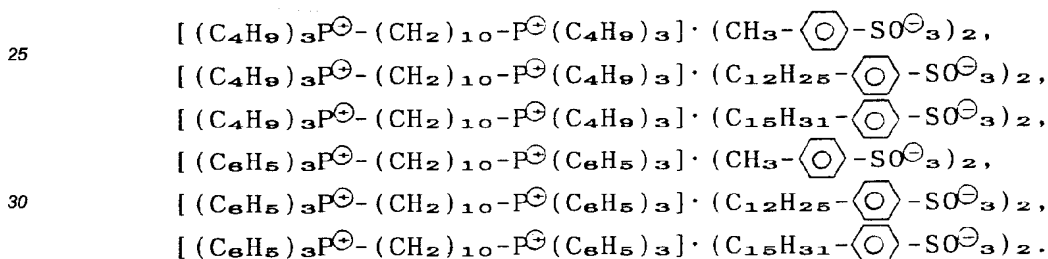 [(C₄H₉)₃P⊕-(CH₂)₁₀-P⊕(C₄H₉)₃]·(CH₃-⌬-SO⊖₃)₂,
25
[(C₄H₉)₃P⊕-(CH₂)₁₀-P⊕(C₄H₉)₃]·(C₁₂H₂₅-⌬-SO⊖₃)₂,
[(C₄H₉)₃P⊕-(CH₂)₁₀-P⊕(C₄H₉)₃]·(C₁₅H₃₁-⌬-SO⊖₃)₂,
[(C₆H₅)₃P⊕-(CH₂)₁₀-P⊕(C₆H₅)₃]·(CH₃-⌬-SO⊖₃)₂,
30 [(C₆H₅)₃P⊕-(CH₂)₁₀-P⊕(C₆H₅)₃]·(C₁₂H₂₅-⌬-SO⊖₃)₂,
[(C₆H₅)₃P⊕-(CH₂)₁₀-P⊕(C₆H₅)₃]·(C₁₅H₃₁-⌬-SO⊖₃)₂.